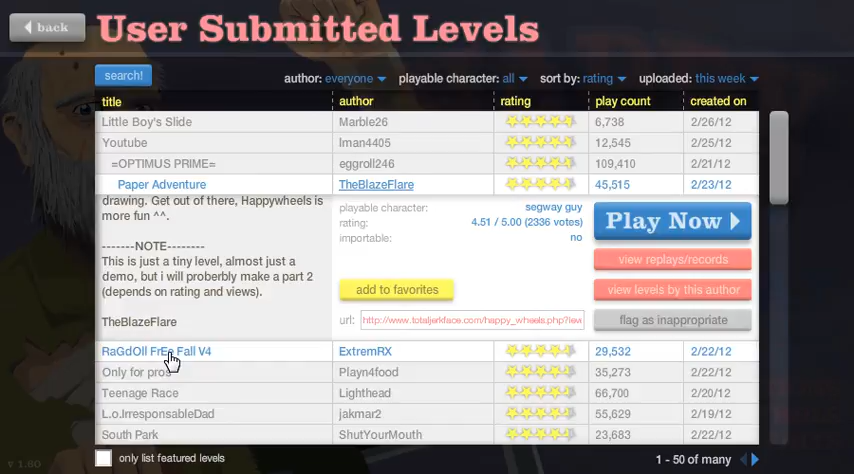 back
User Submitted Levels
search!
author: everyone playable character: all sort by: rating uploaded: this week
title author rating play count created on
Little Boy's Slide Marble26 6,738 2/26/12
Youtube lman4405 12,545 2/25/12
=OPTIMUS PRIME= eggroll246 109,410 2/21/12
Paper Adventure TheBlazeFlare 45,515 2/23/12
drawing. Get out of there, Happywheels is
more fun ^^.
-------NOTE--------
This is just a tiny level, almost just a
demo, but i will proberbly make a part 2
(depends on rating and views).
TheBlazeFlare
playable character: segway guy
rating: 4.51 / 5.00 (2336 votes)
importable: no
add to favorites
url: http://www.totaljerkface.com/happy_wheels.php?lev
Play Now
view replays/records
view levels by this author
flag as inappropriate
RaGdOll FrEe Fall V4 ExtremRX 29,532 2/22/12
Only for pros Playn4food 35,273 2/22/12
Teenage Race Lighthead 66,700 2/20/12
L.o.IrresponsableDad jakmar2 55,629 2/19/12
South Park ShutYourMouth 23,683 2/22/12
only list featured levels
1 - 50 of many
v 1.60